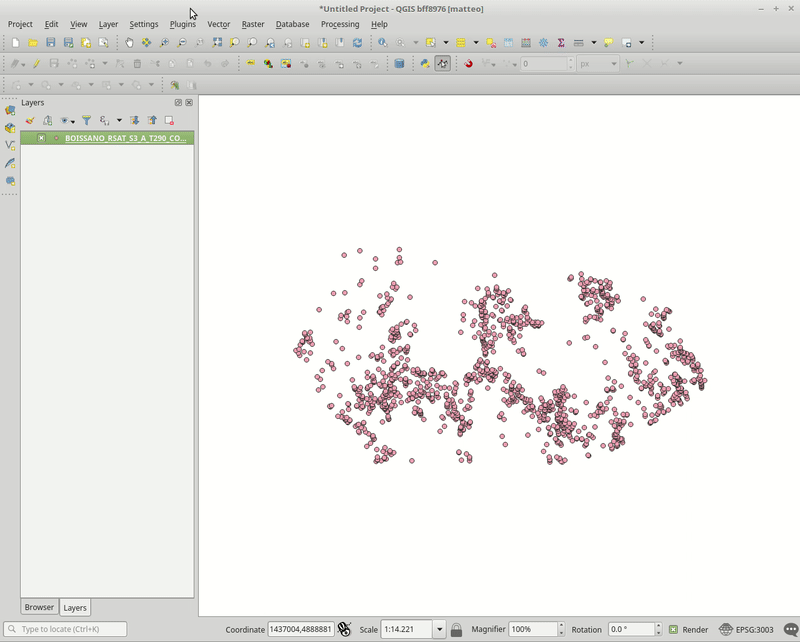 *Untitled Project - QGIS bff8976 [matteo]
Project Edit View Layer Settings Plugins Vector Raster Database Processing Help
0 px
Layers
BOISSANO_RSAT_S3_A_T290_CO...
Browser Layers
Type to locate (Ctrl+K) Coordinate 1437004,4888881 Scale 1:14.221 Magnifier 100% Rotation 0.0 ° Render EPSG:3003